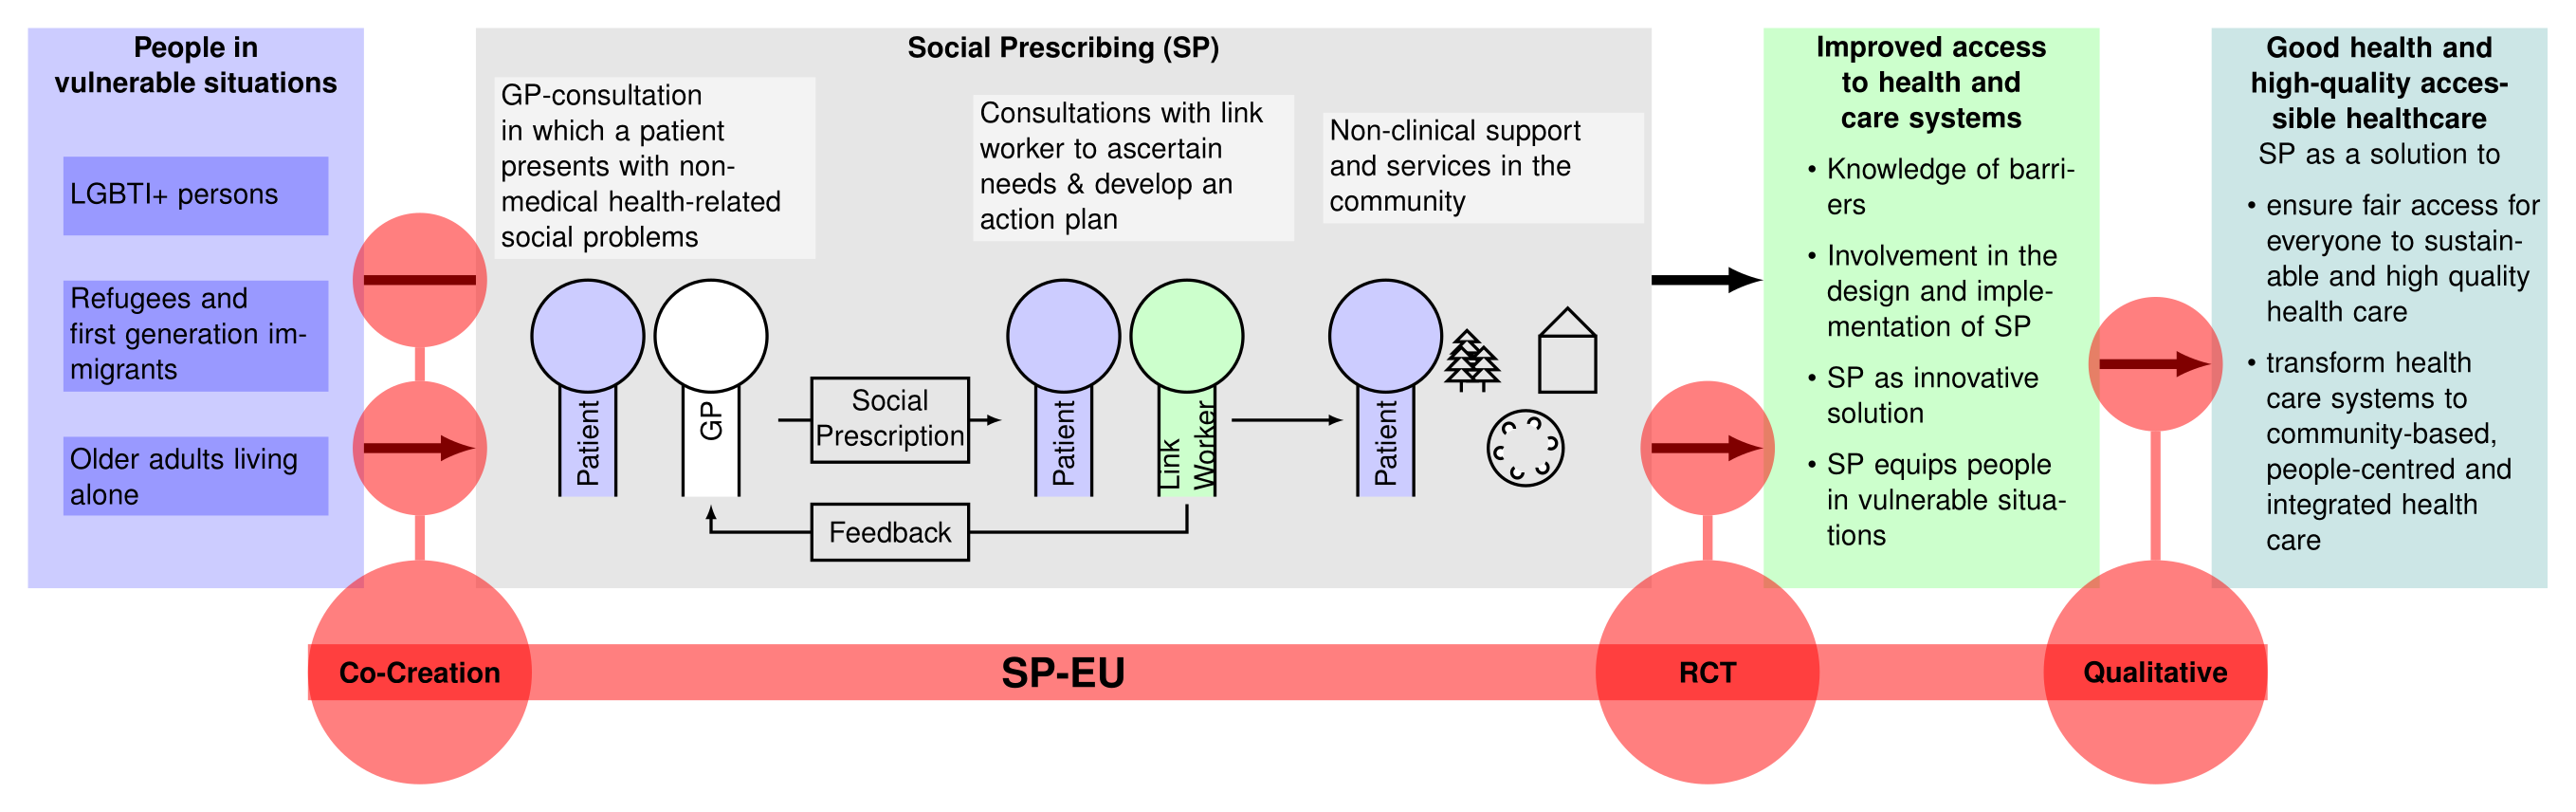 People in
vulnerable situations
LGBTI+ persons
Refugees and
first generation im-
migrants
Older adults living
alone
Social Prescribing (SP)
GP-consultation
in which a patient
presents with non-
medical health-related
social problems
Consultations with link
worker to ascertain
needs & develop an
action plan
Non-clinical support
and services in the
community
Patient
GP
Social
Prescription
Patient
Link
Worker
Patient
Feedback
Improved access
to health and
care systems
• Knowledge of barri-
ers
• Involvement in the
design and imple-
mentation of SP
• SP as innovative
solution
• SP equips people
in vulnerable situa-
tions
Good health and
high-quality acces-
sible healthcare
SP as a solution to
• ensure fair access for
everyone to sustain-
able and high quality
health care
• transform health
care systems to
community-based,
people-centred and
integrated health
care
Co-Creation
SP-EU
RCT
Qualitative